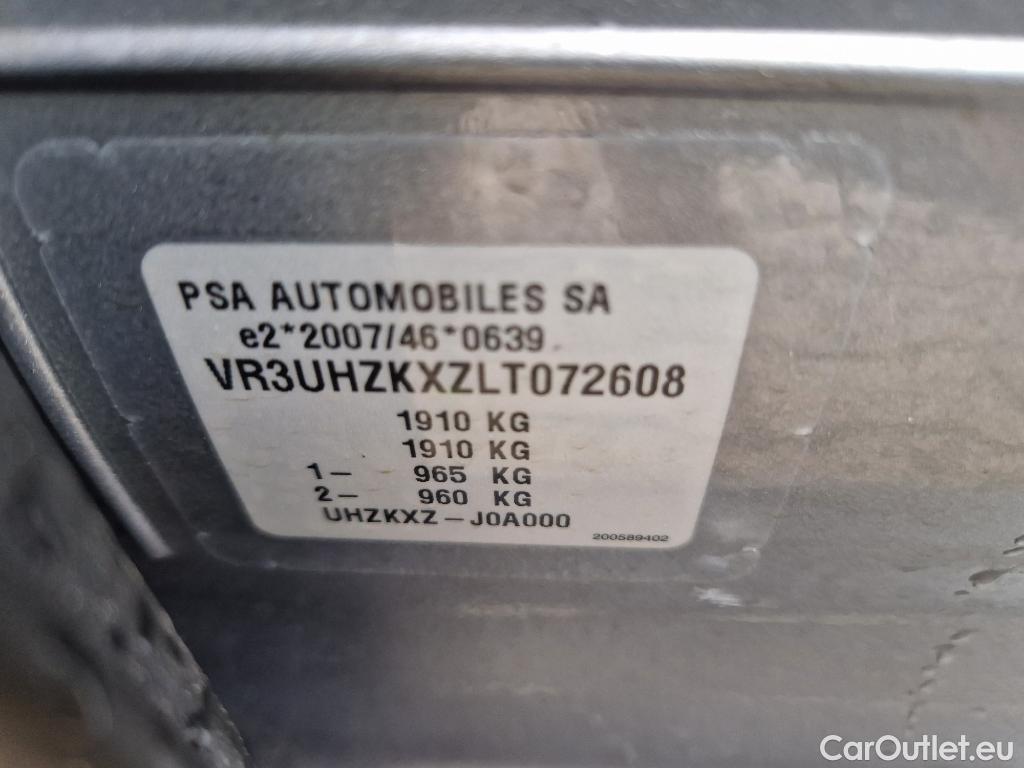 PSA AUTOMOBILES SA
e2*2007/46*0639
VR3UHZKXZLT072608
1910 KG
1910 KG
1- 965 KG
2- 960 KG
UHZKXZ-J0A000
200589402
CarOutlet.eu